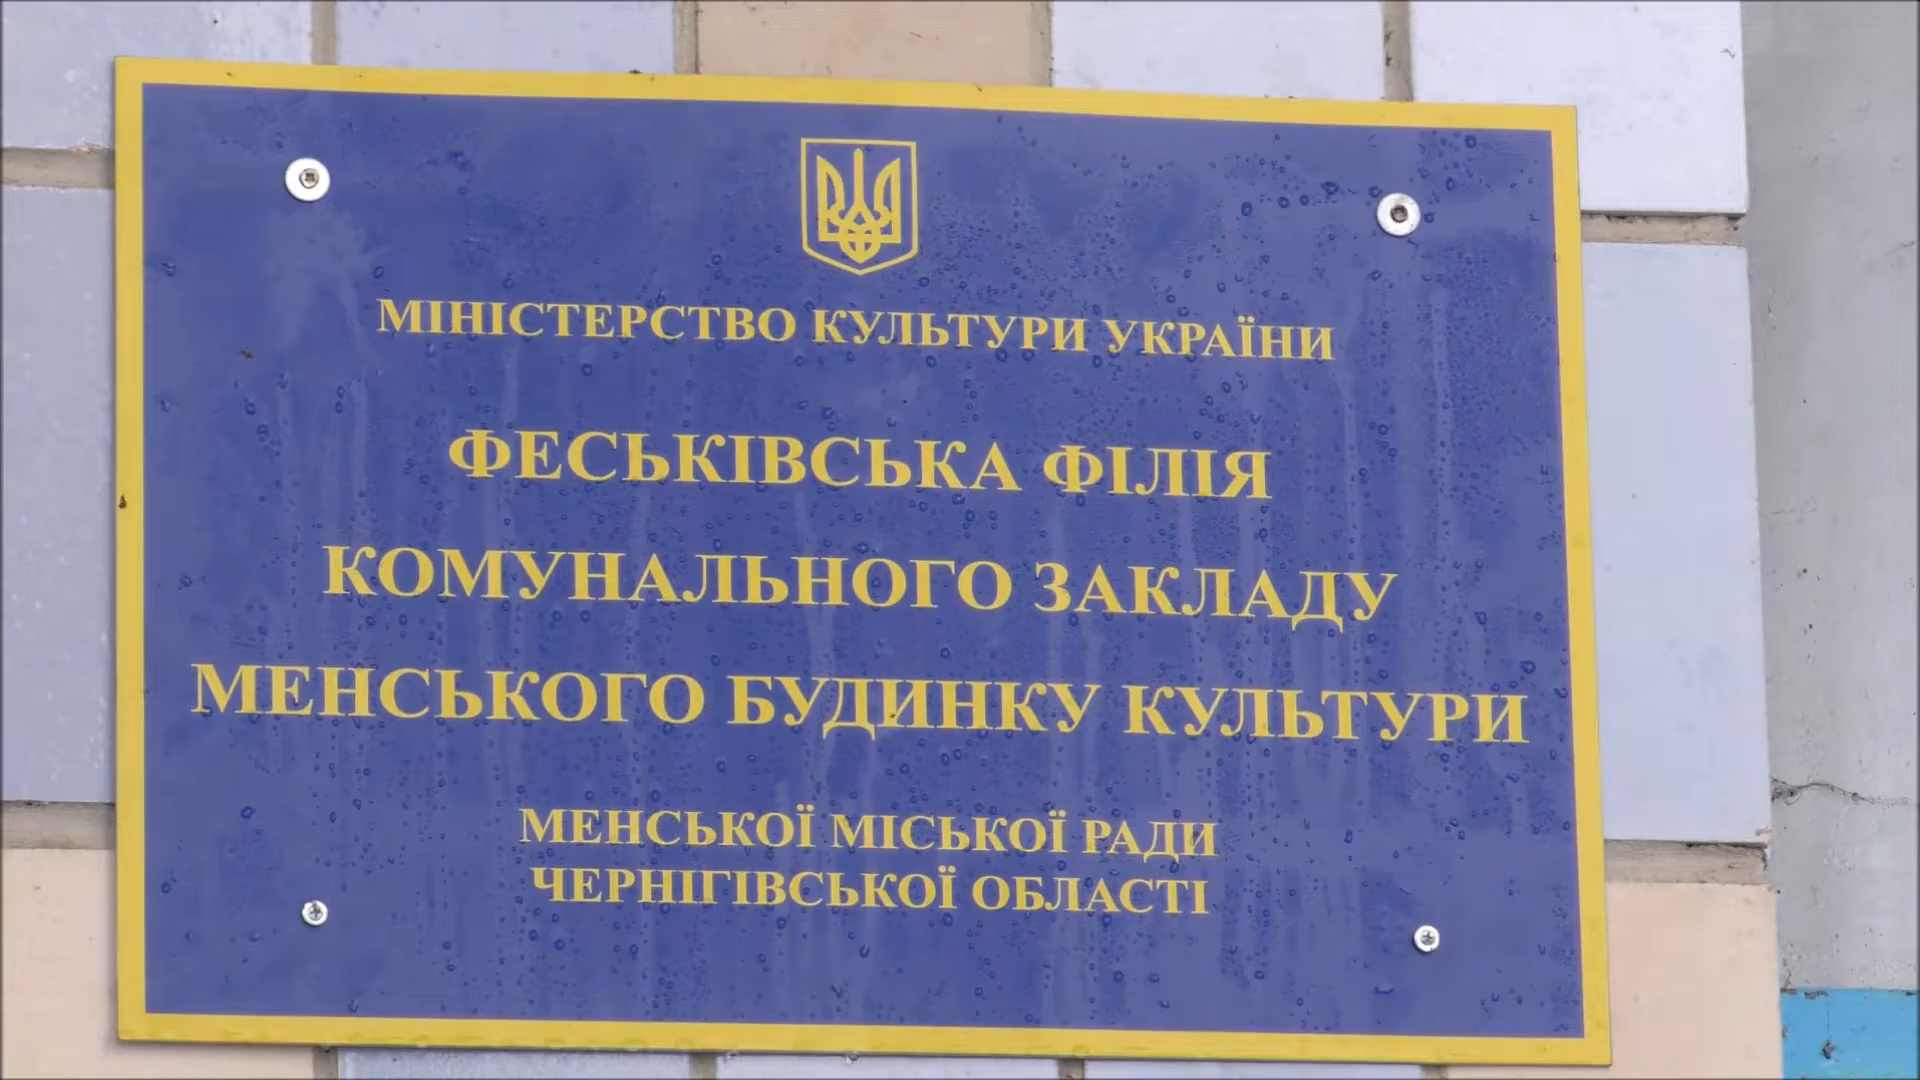 МІНІСТЕРСТВО КУЛЬТУРИ УКРАЇНИ
ФЕСЬКІВСЬКА ФІЛІЯ
КОМУНАЛЬНОГО ЗАКЛАДУ
МЕНСЬКОГО БУДИНКУ КУЛЬТУРИ
МЕНСЬКОЇ МІСЬКОЇ РАДИ
ЧЕРНІГІВСЬКОЇ ОБЛАСТІ